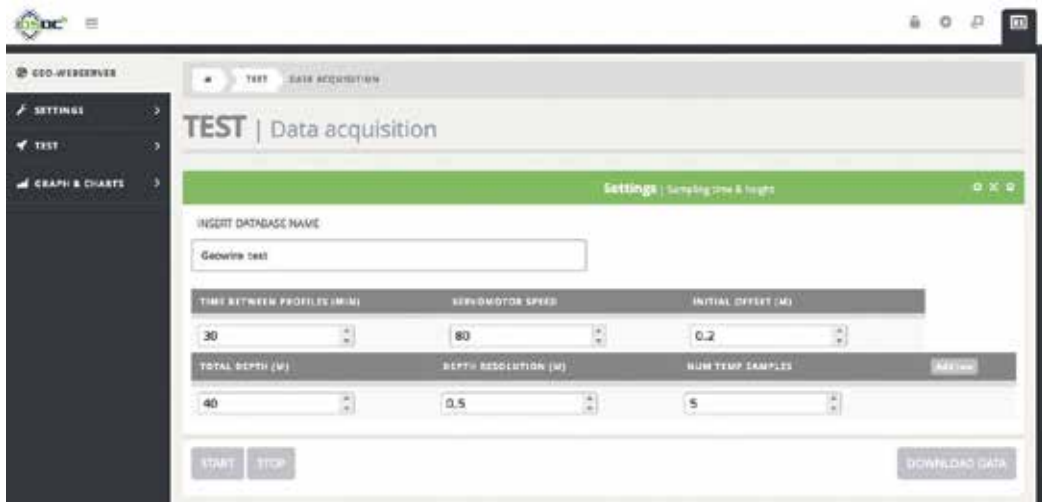 GEO-WEBSERVER
SETTINGS
TEST
GRAPH & CHARTS
TEST DATA ACQUISITION
TEST | Data acquisition
Settings | Sampling time & height
INSERT DATABASE NAME
Geowire test
TIME BETWEEN PROFILES (MIN) SERVOMOTOR SPEED INITIAL OFFSET (M)
30 80 0.2
TOTAL DEPTH (M) DEPTH RESOLUTION (M) NUM TEMP SAMPLES
40 0,5 5
START STOP DOWNLOAD DATA